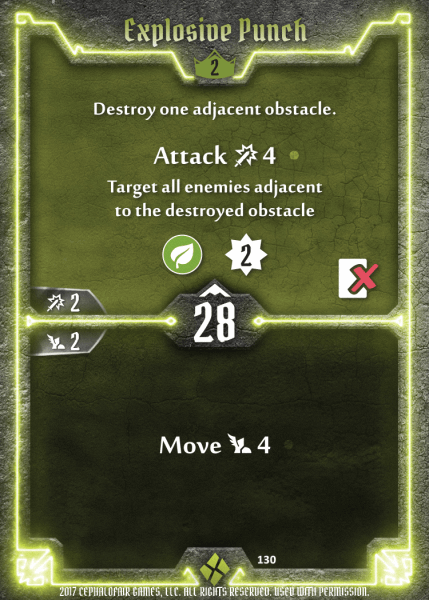 Explosive Punch
2
Destroy one adjacent obstacle.
Attack 4
Target all enemies adjacent
to the destroyed obstacle
2
2
28
2
Move 4
130
2017 CEPHALOFAIR GAMES, LLC. ALL RIGHTS RESERVED. USED WITH PERMISSION.